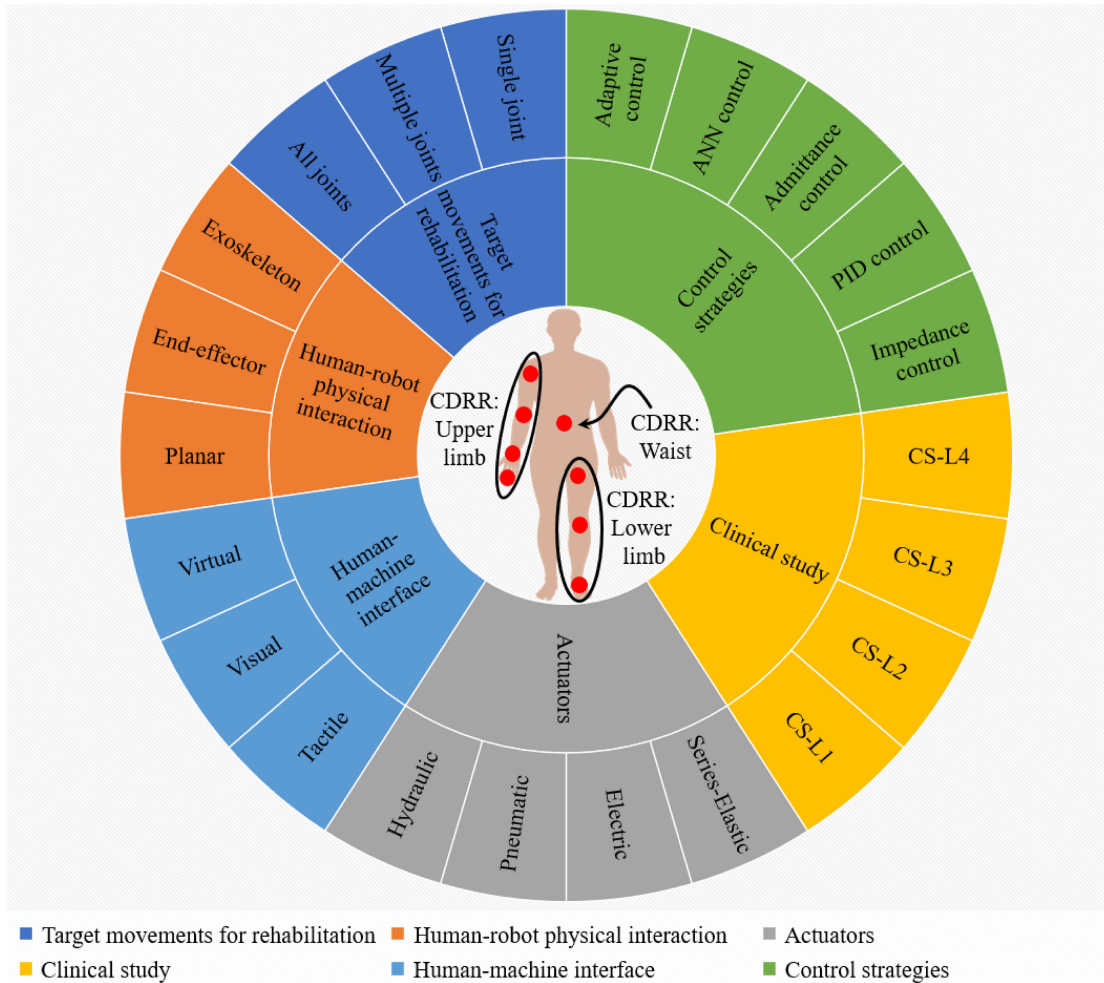 Adaptive
control
ANN control
Admittance
control
PID control
Impedance
control
Control
strategies
CS-L4
CS-L3
CS-L2
CS-L1
Clinical study
Series-Elastic
Electric
Pneumatic
Hydraulic
Actuators
Tactile
Visual
Virtual
Human-
machine
interface
Planar
End-effector
Exoskeleton
Human-robot
physical
interaction
All joints
Multiple joints
Single joint
Target
movements for
rehabilitation
CDRR:
Upper
limb
CDRR:
Waist
CDRR:
Lower
limb
Target movements for rehabilitation
Human-robot physical interaction
Actuators
Clinical study
Human-machine interface
Control strategies